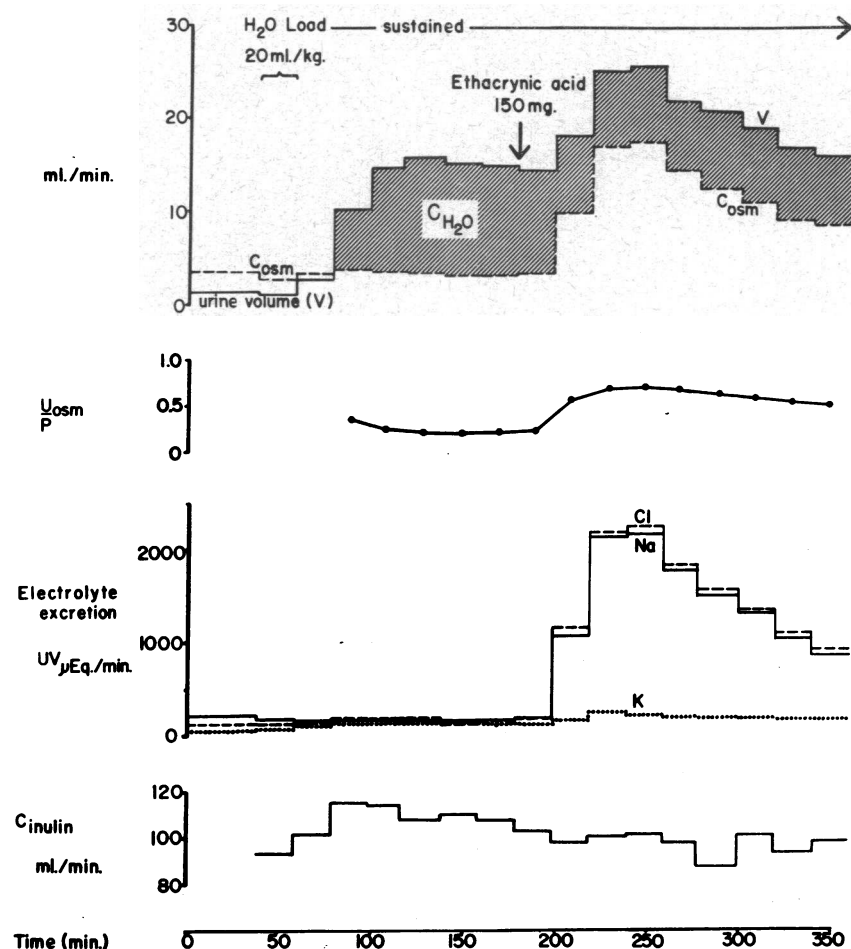 30
H₂O Load — sustained
20 ml./kg.
Ethacrynic acid
150 mg.
20
V
ml./min.
10
C H₂O
Cosm
Cosm
0
urine volume (V)
1.0
U osm
P
0.5
0
Cl
Na
2000
Electrolyte
excretion
1000
UV μEq./min.
K
0
120
C inulin
100
ml./min.
80
Time (min.) 0 50 100 150 200 250 300 350